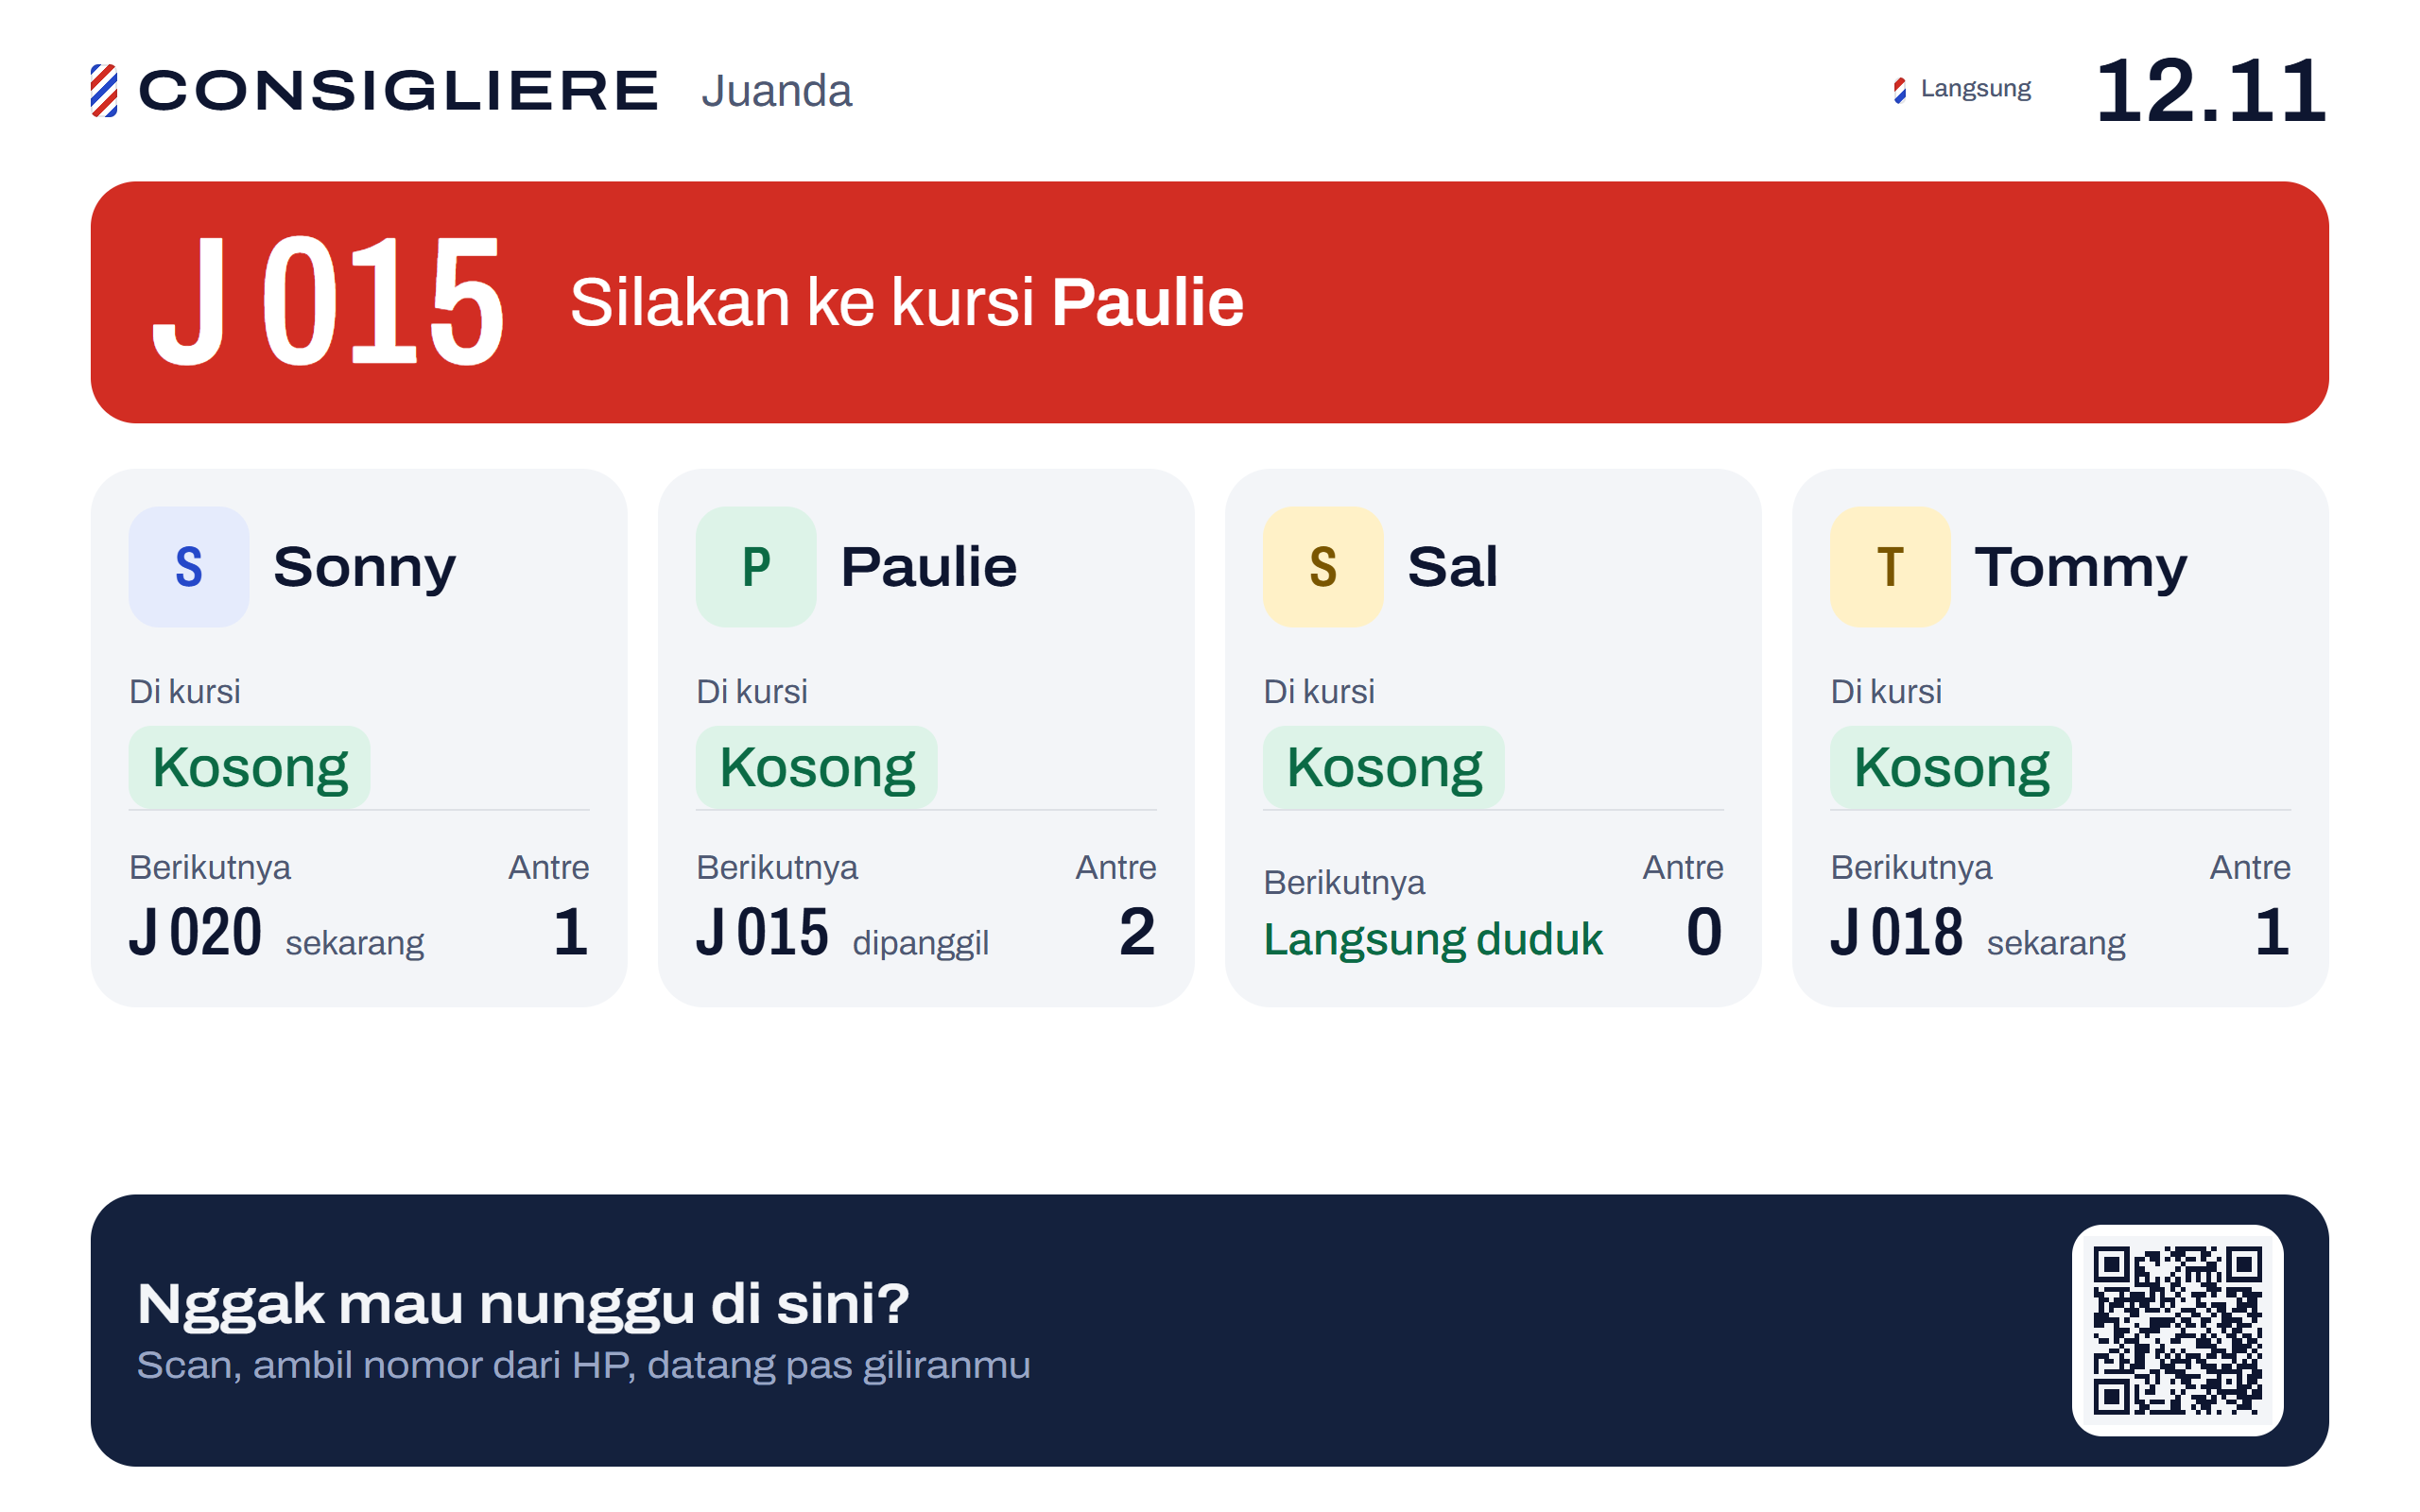 CONSIGLIERE Juanda Langsung 12.11
J 015 Silakan ke kursi Paulie
S Sonny
Di kursi
Kosong
Berikutnya Antre
J 020 sekarang 1
P Paulie
Di kursi
Kosong
Berikutnya Antre
J 015 dipanggil 2
S Sal
Di kursi
Kosong
Berikutnya Antre
Langsung duduk 0
T Tommy
Di kursi
Kosong
Berikutnya Antre
J 018 sekarang 1
Nggak mau nunggu di sini?
Scan, ambil nomor dari HP, datang pas giliranmu